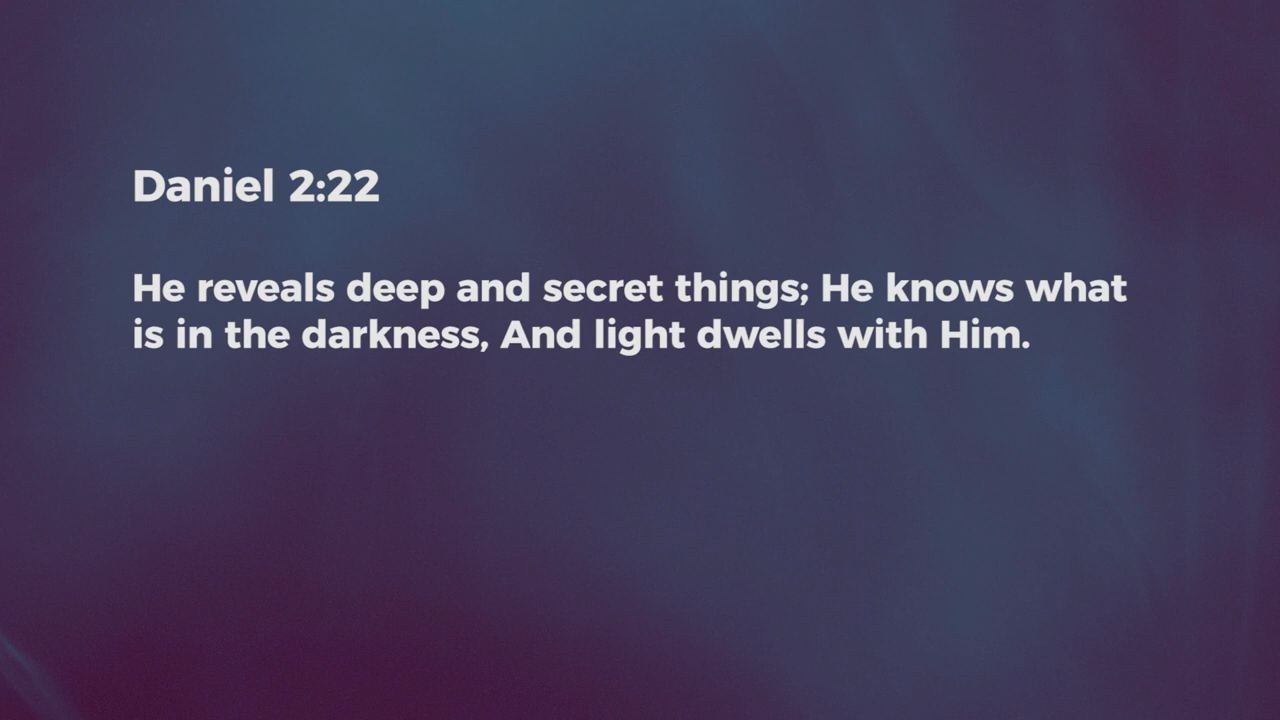 Daniel 2:22
He reveals deep and secret things; He knows what
is in the darkness, And light dwells with Him.